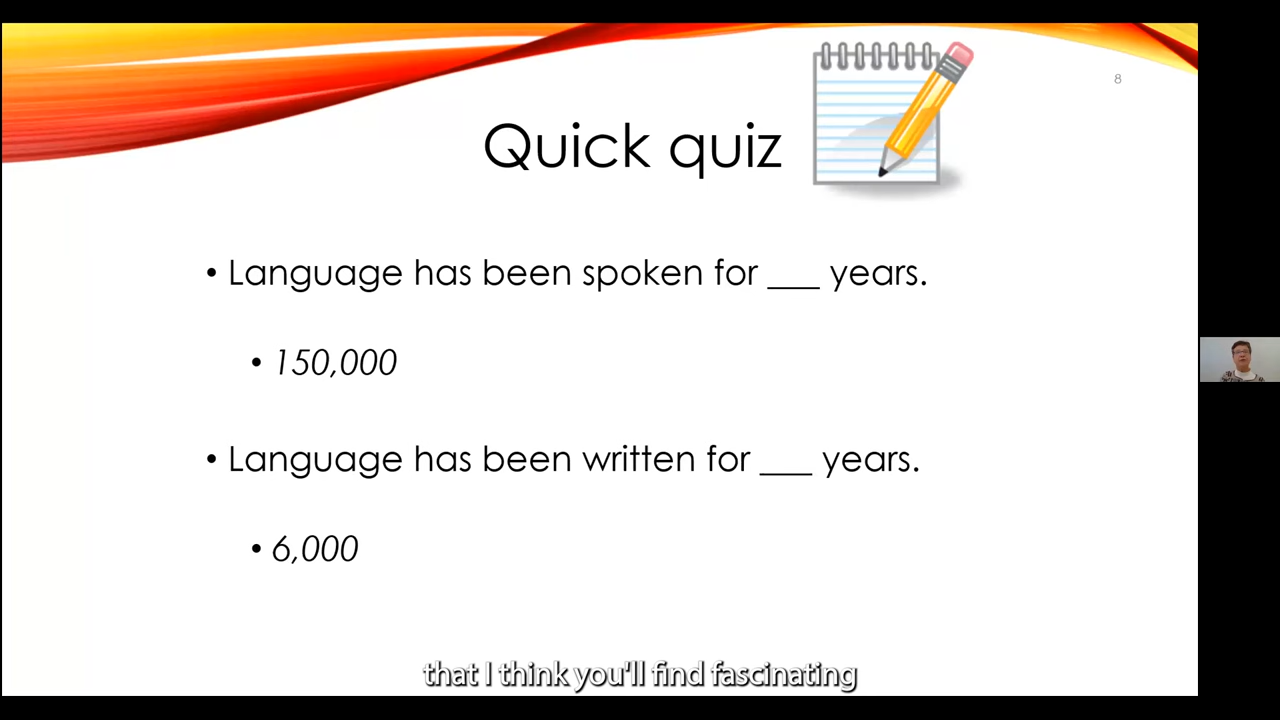 8
Quick quiz
• Language has been spoken for ___ years.
• 150,000
• Language has been written for ___ years.
• 6,000
that I think you'll find fascinating